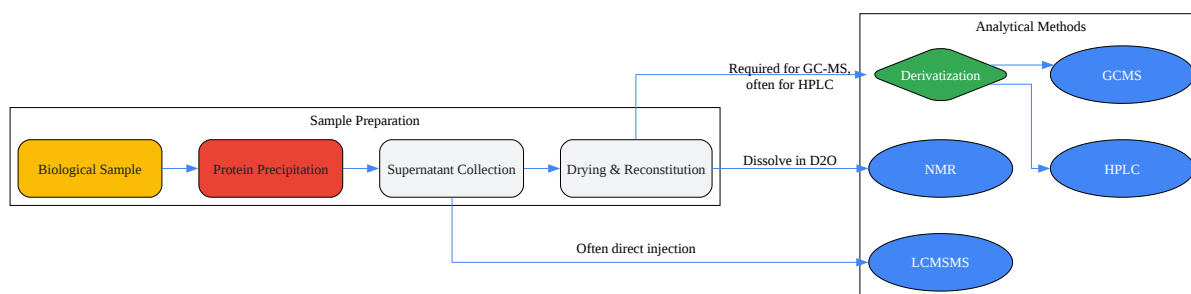 Analytical Methods
Required for GC-MS,
often for HPLC
Derivatization
GCMS
Sample Preparation
Biological Sample
Protein Precipitation
Supernatant Collection
Drying & Reconstitution
Dissolve in D2O
NMR
HPLC
Often direct injection
LCMSMS